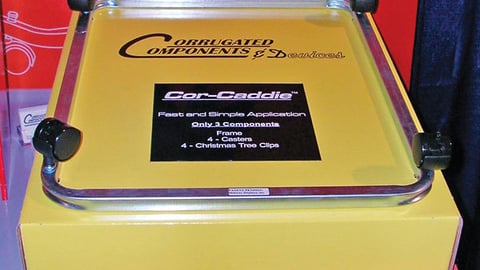 Corrugated
Components & Devices
Cor-Caddie™
Fast and Simple Application
Only 3 Components
Frame
4 - Casters
4 - Christmas Tree Clips